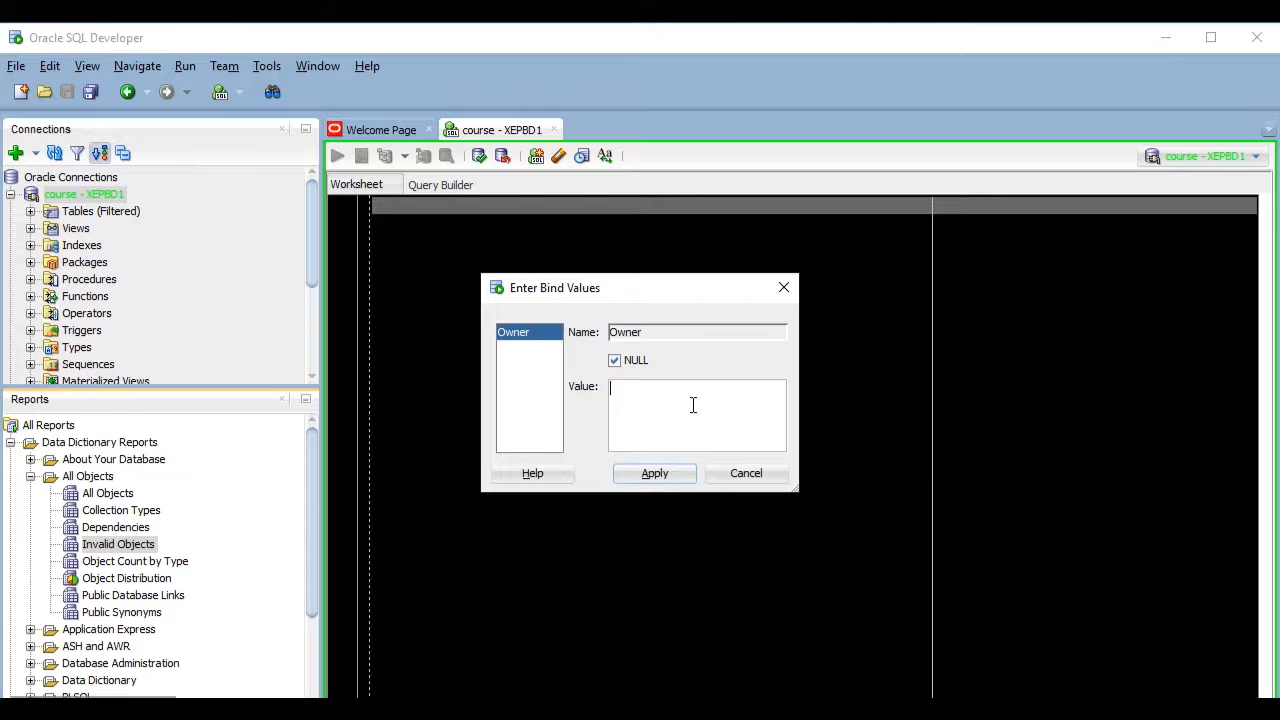 Oracle SQL Developer
File Edit View Navigate Run Team Tools Window Help
Connections
Welcome Page
course - XEPBD1
course - XEPBD1
Worksheet
Query Builder
Oracle Connections
course - XEPBD1
Tables (Filtered)
Views
Indexes
Packages
Procedures
Functions
Operators
Triggers
Types
Sequences
Materialized Views
Enter Bind Values
Owner
Name:
Owner
NULL
Value:
Help
Apply
Cancel
Reports
All Reports
Data Dictionary Reports
About Your Database
All Objects
All Objects
Collection Types
Dependencies
Invalid Objects
Object Count by Type
Object Distribution
Public Database Links
Public Synonyms
Application Express
ASH and AWR
Database Administration
Data Dictionary